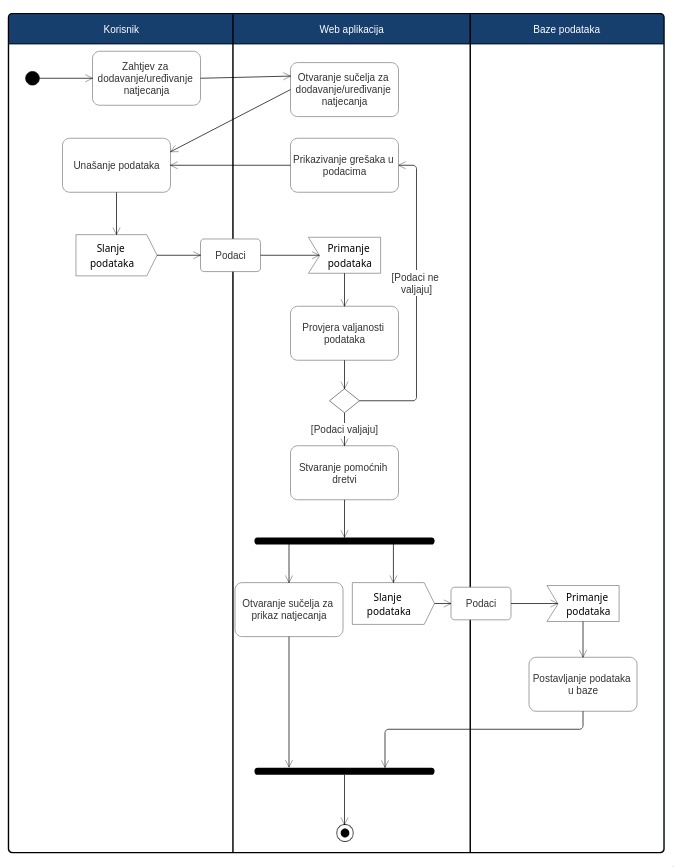 Korisnik
Web aplikacija
Baze podataka
Zahtjev za
dodavanje/uređivanje
natjecanja
Otvaranje sučelja za
dodavanje/uređivanje
natjecanja
Unašanje podataka
Prikazivanje grešaka u
podacima
Slanje
podataka
Podaci
Primanje
podataka
[Podaci ne
valjaju]
Provjera valjanosti
podataka
[Podaci valjaju]
Stvaranje pomoćnih
dretvi
Otvaranje sučelja za
prikaz natjecanja
Slanje
podataka
Podaci
Primanje
podataka
Postavljanje podataka
u baze